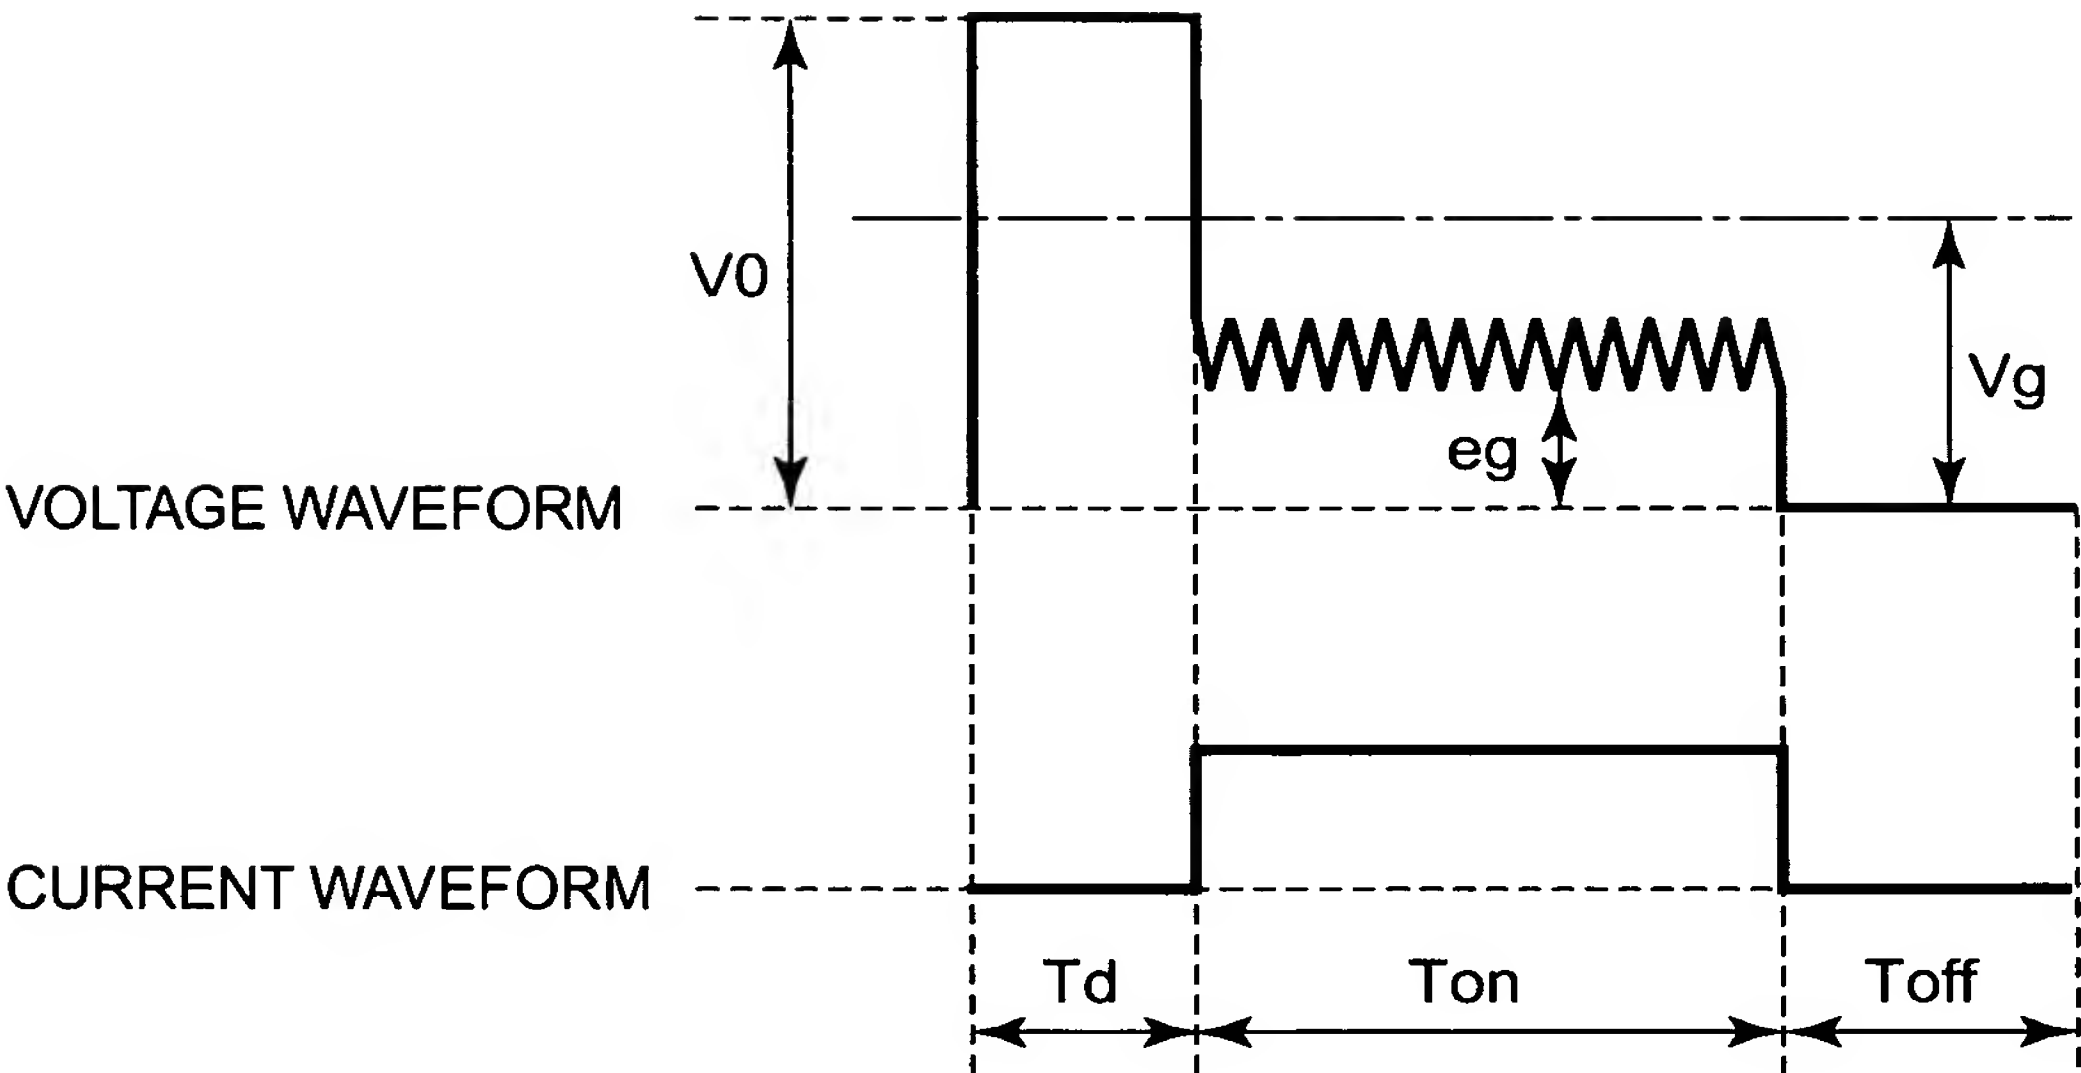 V0
Vg
eg
VOLTAGE WAVEFORM
CURRENT WAVEFORM
Td
Ton
Toff